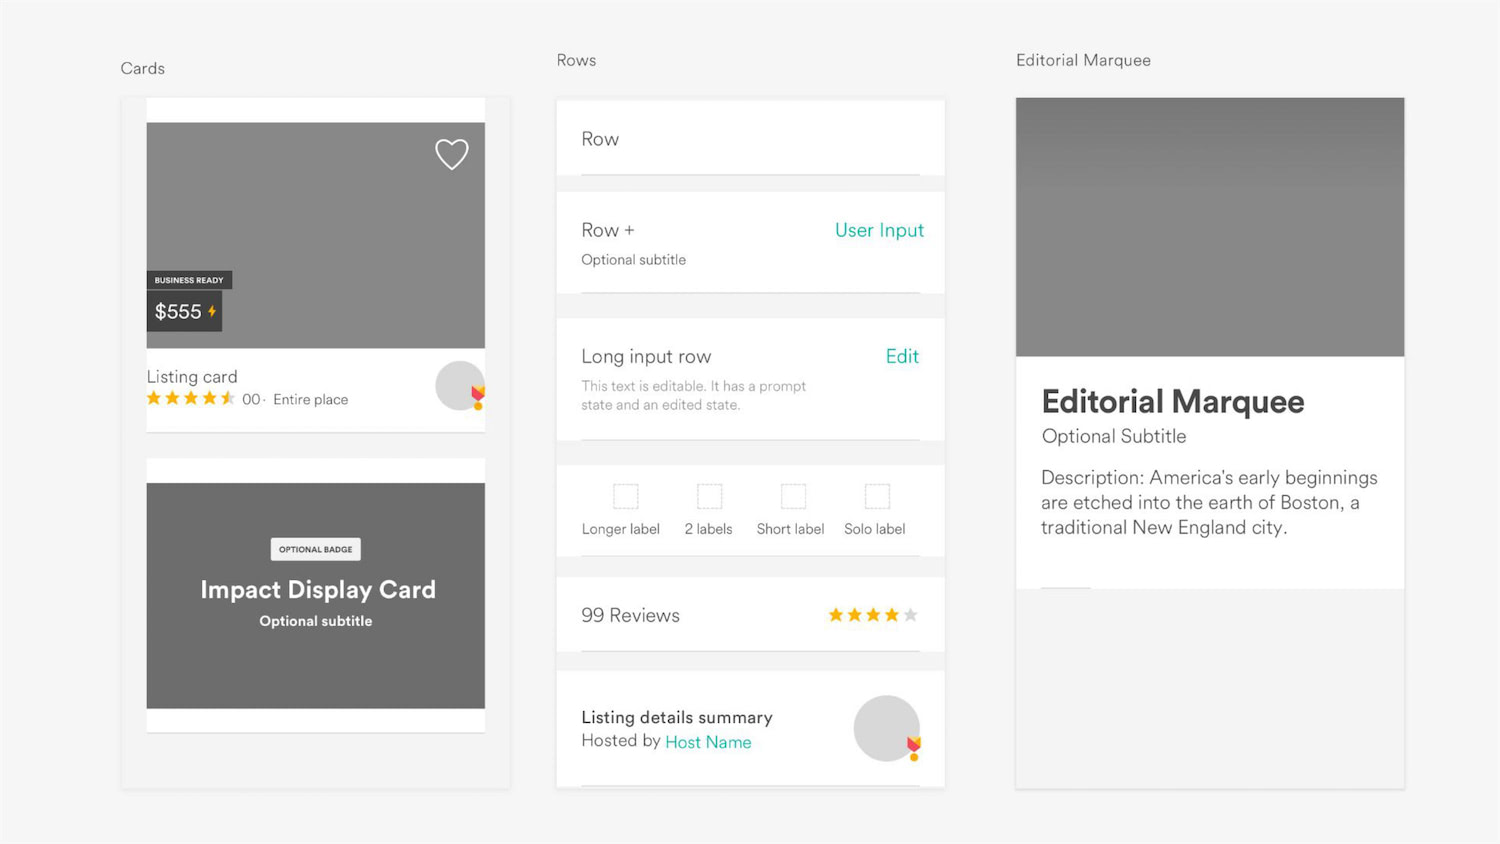 Cards
BUSINESS READY
$555
Listing card
00 · Entire place
OPTIONAL BADGE
Impact Display Card
Optional subtitle
Rows
Row
Row +
User Input
Optional subtitle
Long input row
Edit
This text is editable. It has a prompt
state and an edited state.
Longer label
2 labels
Short label
Solo label
99 Reviews
Listing details summary
Hosted by Host Name
Editorial Marquee
Editorial Marquee
Optional Subtitle
Description: America's early beginnings
are etched into the earth of Boston, a
traditional New England city.